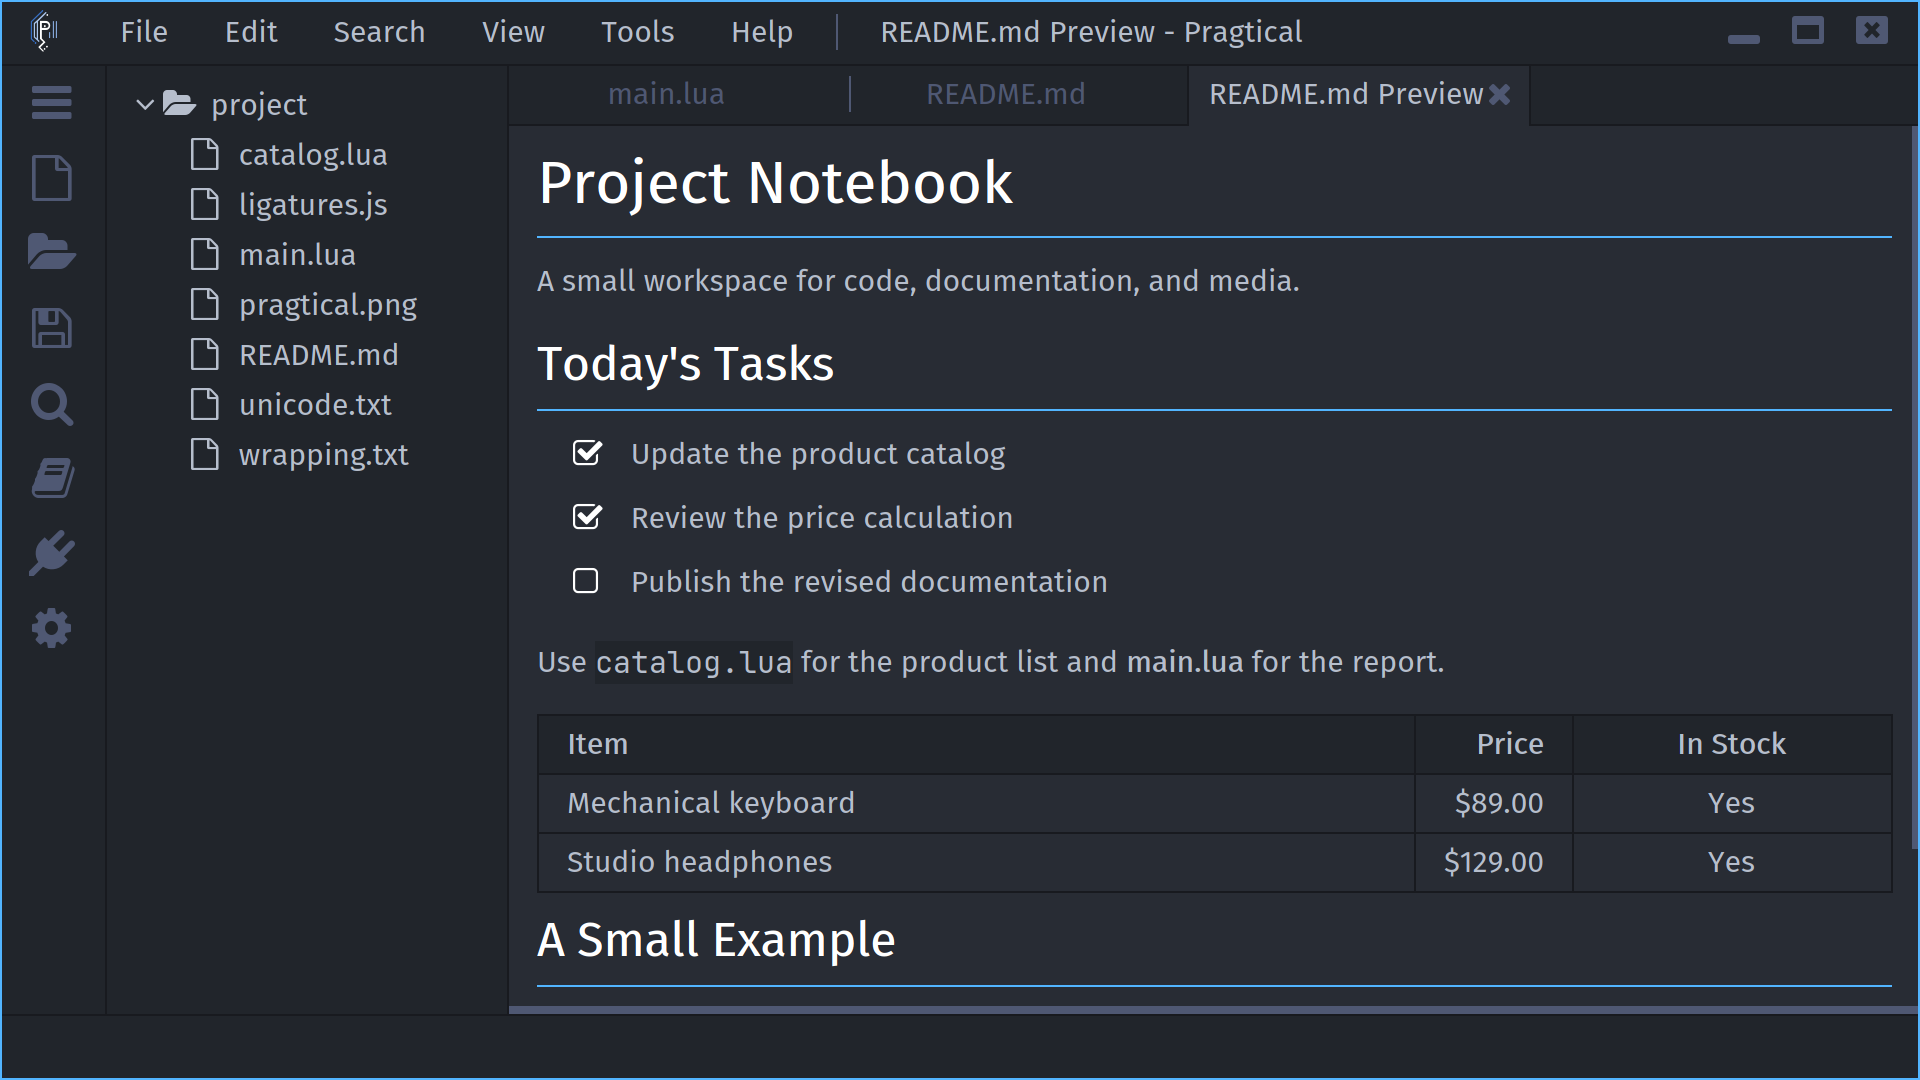 File Edit Search View Tools Help README.md Preview - Pragtical
project
catalog.lua
ligatures.js
main.lua
pragtical.png
README.md
unicode.txt
wrapping.txt
main.lua README.md README.md Preview
Project Notebook
A small workspace for code, documentation, and media.
Today's Tasks
Update the product catalog
Review the price calculation
Publish the revised documentation
Use catalog.lua for the product list and main.lua for the report.
Item Price In Stock
Mechanical keyboard $89.00 Yes
Studio headphones $129.00 Yes
A Small Example